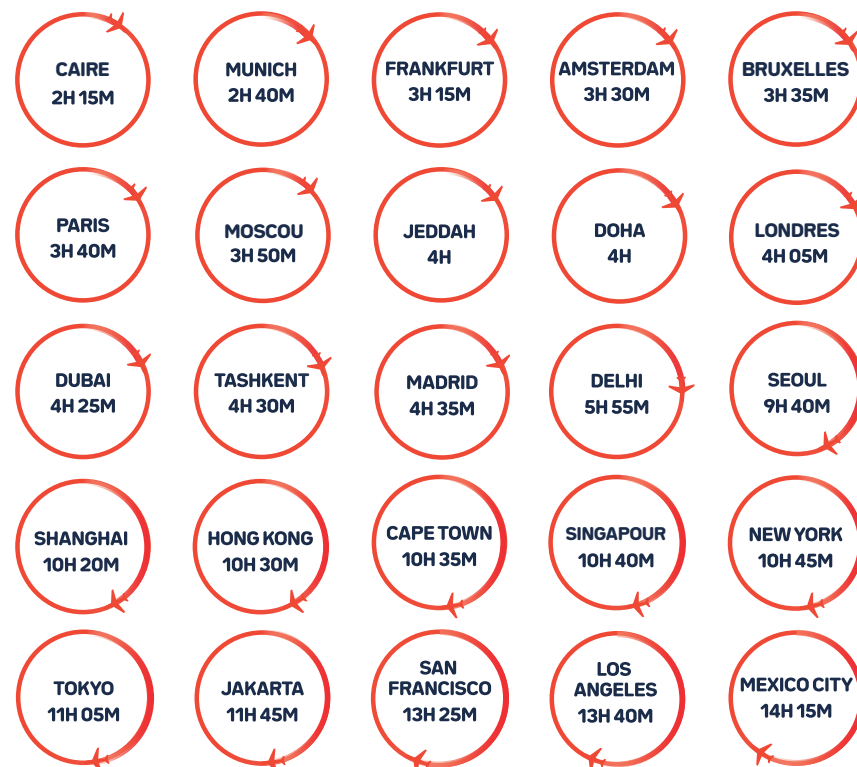 CAIRE
2H 15M
MUNICH
2H 40M
FRANKFURT
3H 15M
AMSTERDAM
3H 30M
BRUXELLES
3H 35M
PARIS
3H 40M
MOSCOU
3H 50M
JEDDAH
4H
DOHA
4H
LONDRES
4H 05M
DUBAI
4H 25M
TASHKENT
4H 30M
MADRID
4H 35M
DELHI
5H 55M
SEOUL
9H 40M
SHANGHAI
10H 20M
HONG KONG
10H 30M
CAPE TOWN
10H 35M
SINGAPOUR
10H 40M
NEW YORK
10H 45M
TOKYO
11H 05M
JAKARTA
11H 45M
SAN
FRANCISCO
13H 25M
LOS
ANGELES
13H 40M
MEXICO CITY
14H 15M